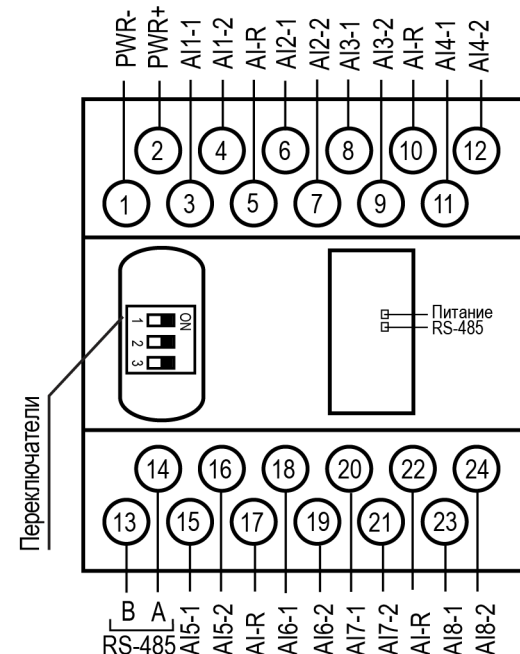 PWR-
PWR+
AI1-1
AI1-2
AI-R
AI2-1
AI2-2
AI3-1
AI3-2
AI-R
AI4-1
AI4-2
2
4
6
8
10
12
1
3
5
7
9
11
ON
1
2
3
Питание
RS-485
Переключатели
14
16
18
20
22
24
13
15
17
19
21
23
B
A
RS-485
AI5-1
AI5-2
AI-R
AI6-1
AI6-2
AI7-1
AI7-2
AI-R
AI8-1
AI8-2